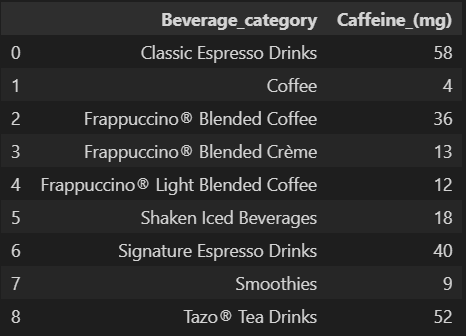 Beverage_category Caffeine_(mg)
0 Classic Espresso Drinks 58
1 Coffee 4
2 Frappuccino® Blended Coffee 36
3 Frappuccino® Blended Crème 13
4 Frappuccino® Light Blended Coffee 12
5 Shaken Iced Beverages 18
6 Signature Espresso Drinks 40
7 Smoothies 9
8 Tazo® Tea Drinks 52